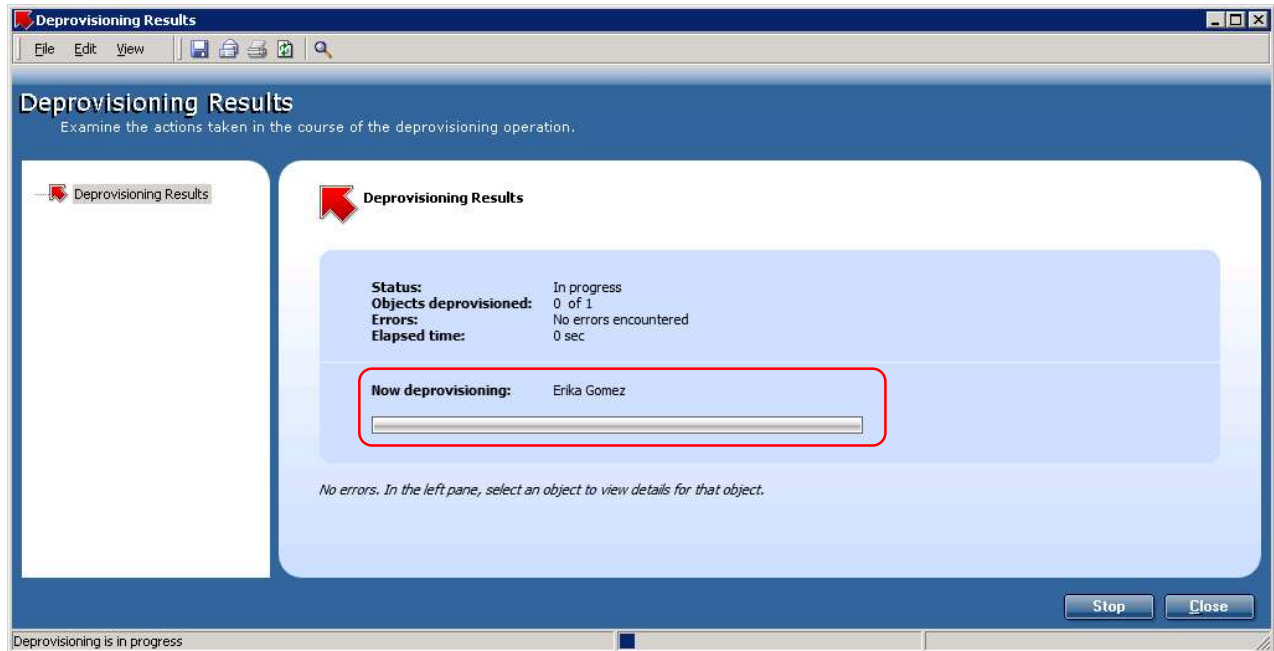 Deprovisioning Results
File Edit View
Deprovisioning Results
Examine the actions taken in the course of the deprovisioning operation.
Deprovisioning Results
Deprovisioning Results
Status: In progress
Objects deprovisioned: 0 of 1
Errors: No errors encountered
Elapsed time: 0 sec
Now deprovisioning: Erika Gomez
No errors. In the left pane, select an object to view details for that object.
Stop Close
Deprovisioning is in progress